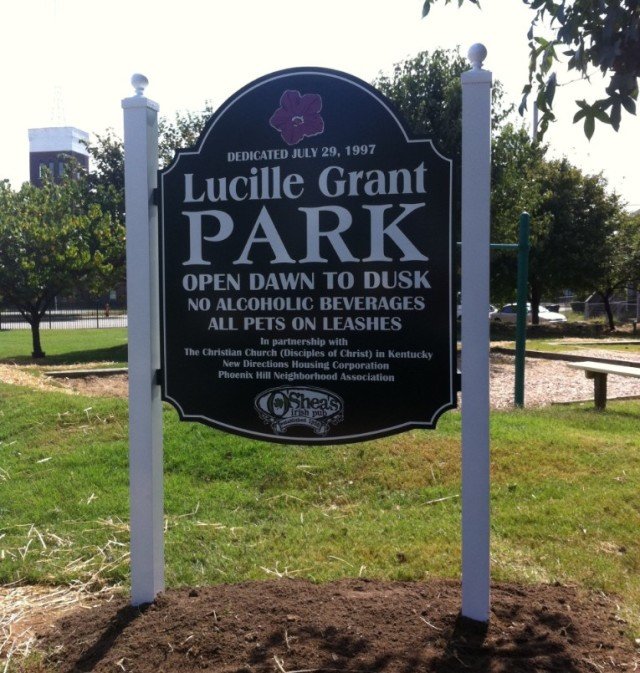 DEDICATED JULY 29, 1997
Lucille Grant
PARK
OPEN DAWN TO DUSK
NO ALCOHOLIC BEVERAGES
ALL PETS ON LEASHES
In partnership with
The Christian Church (Disciples of Christ) in Kentucky
New Directions Housing Corporation
Phoenix Hill Neighborhood Association
O'Shea's
irish pub